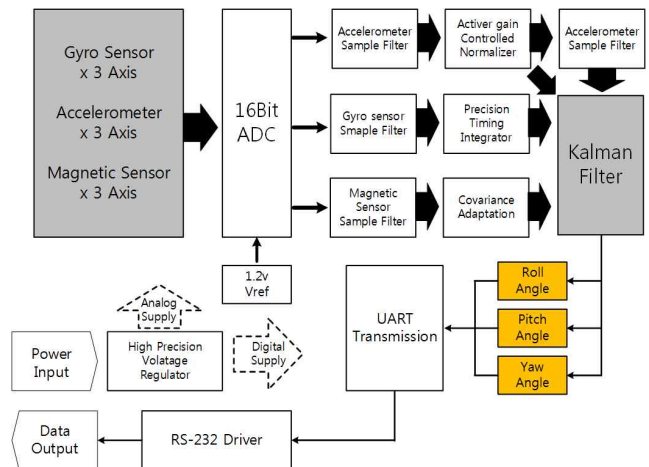 Gyro Sensor
x 3 Axis
Accelerometer
x 3 Axis
Magnetic Sensor
x 3 Axis
16Bit
ADC
Accelerometer
Sample Filter
Activer gain
Controlled
Normalizer
Accelerometer
Sample Filter
Gyro sensor
Smaple Filter
Precision
Timing
Integrator
Magnetic
Sensor
Sample Filter
Covariance
Adaptation
Kalman
Filter
1.2v
Vref
Analog
Supply
Power
Input
High Precision
Volatage
Regulator
Digital
Supply
UART
Transmission
Roll
Angle
Pitch
Angle
Yaw
Angle
Data
Output
RS-232 Driver